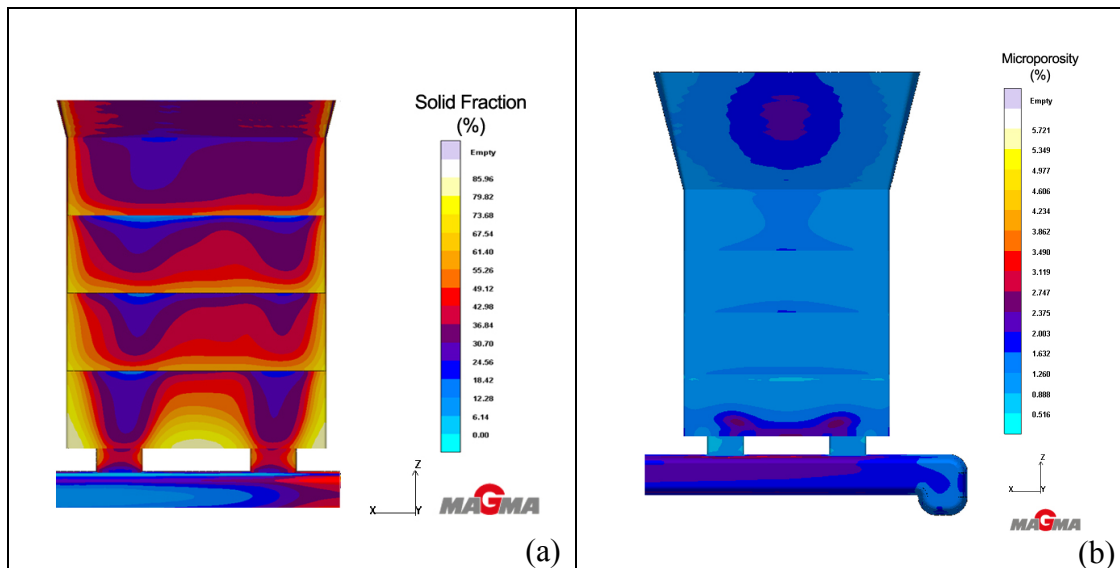 Solid Fraction
(%)
Empty
85.96
79.82
73.68
67.54
61.40
55.26
49.12
42.98
36.84
30.70
24.56
18.42
12.28
6.14
0.00
Z
X
Y
MAGMA
(a)
Microporosity
(%)
Empty
5.721
5.349
4.977
4.606
4.234
3.862
3.490
3.119
2.747
2.375
2.003
1.632
1.260
0.888
0.516
Z
X
Y
MAGMA
(b)